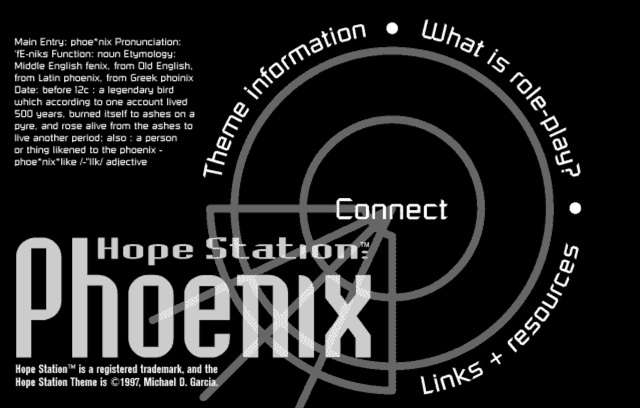 Main Entry: phoe*nix Pronunciation:
'fE-niks Function: noun Etymology:
Middle English fenix, from Old English,
from Latin phoenix, from Greek phoinix
Date: before 12c : a legendary bird
which according to one account lived
500 years, burned itself to ashes on a
pyre, and rose alive from the ashes to
live another period; also : a person
or thing likened to the phoenix -
phoe*nix*like /-"lIk/ adjective
Theme information • What is role-play? •
Connect
Links + resources
Hope Station:™
Phoenix
Hope Station™ is a registered trademark, and the
Hope Station Theme is ©1997, Michael D. Garcia.